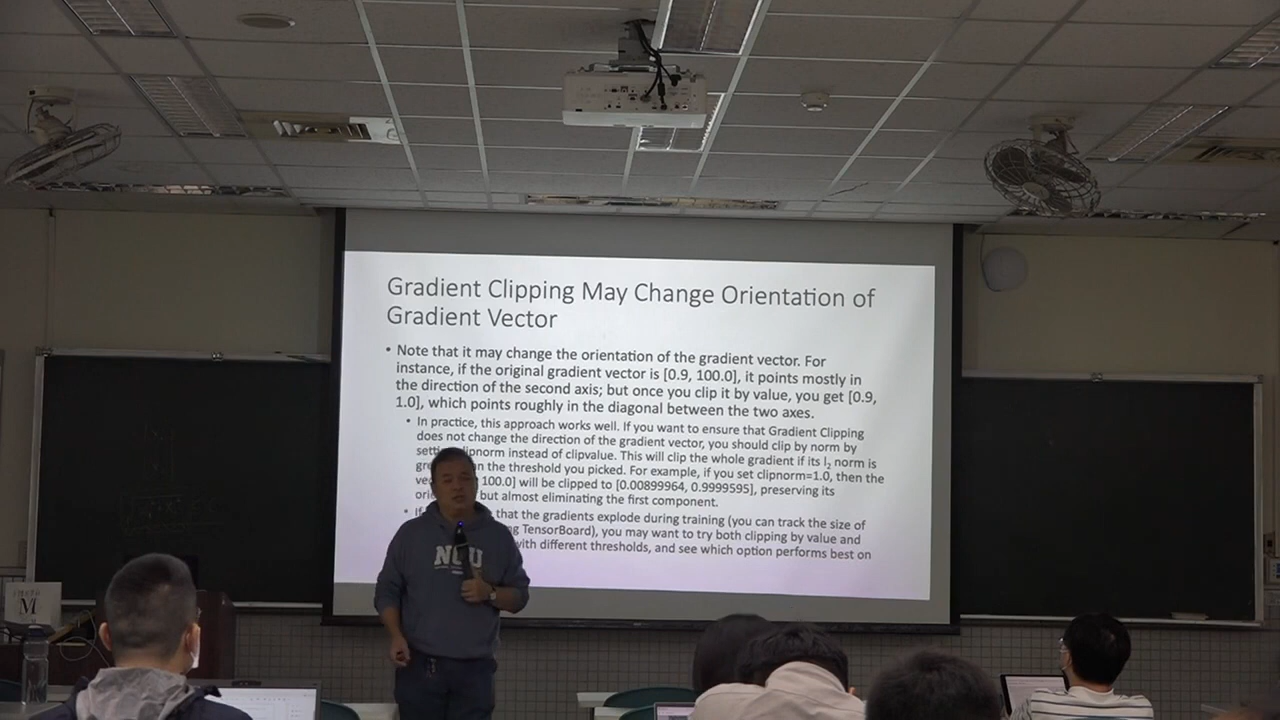 Gradient Clipping May Change Orientation of
Gradient Vector
• Note that it may change the orientation of the gradient vector. For
instance, if the original gradient vector is [0.9, 100.0], it points mostly in
the direction of the second axis; but once you clip it by value, you get [0.9,
1.0], which points roughly in the diagonal between the two axes.
• In practice, this approach works well. If you want to ensure that Gradient Clipping
does not change the direction of the gradient vector, you should clip by norm by
lipnorm instead of clipvalue. This will clip the whole gradient if its l₂ norm is
n the threshold you picked. For example, if you set clipnorm=1.0, then the
100.0] will be clipped to [0.00899964, 0.9999595], preserving its
but almost eliminating the first component.
• that the gradients explode during training (you can track the size of
TensorBoard), you may want to try both clipping by value and
with different thresholds, and see which option performs best on
NCU
M